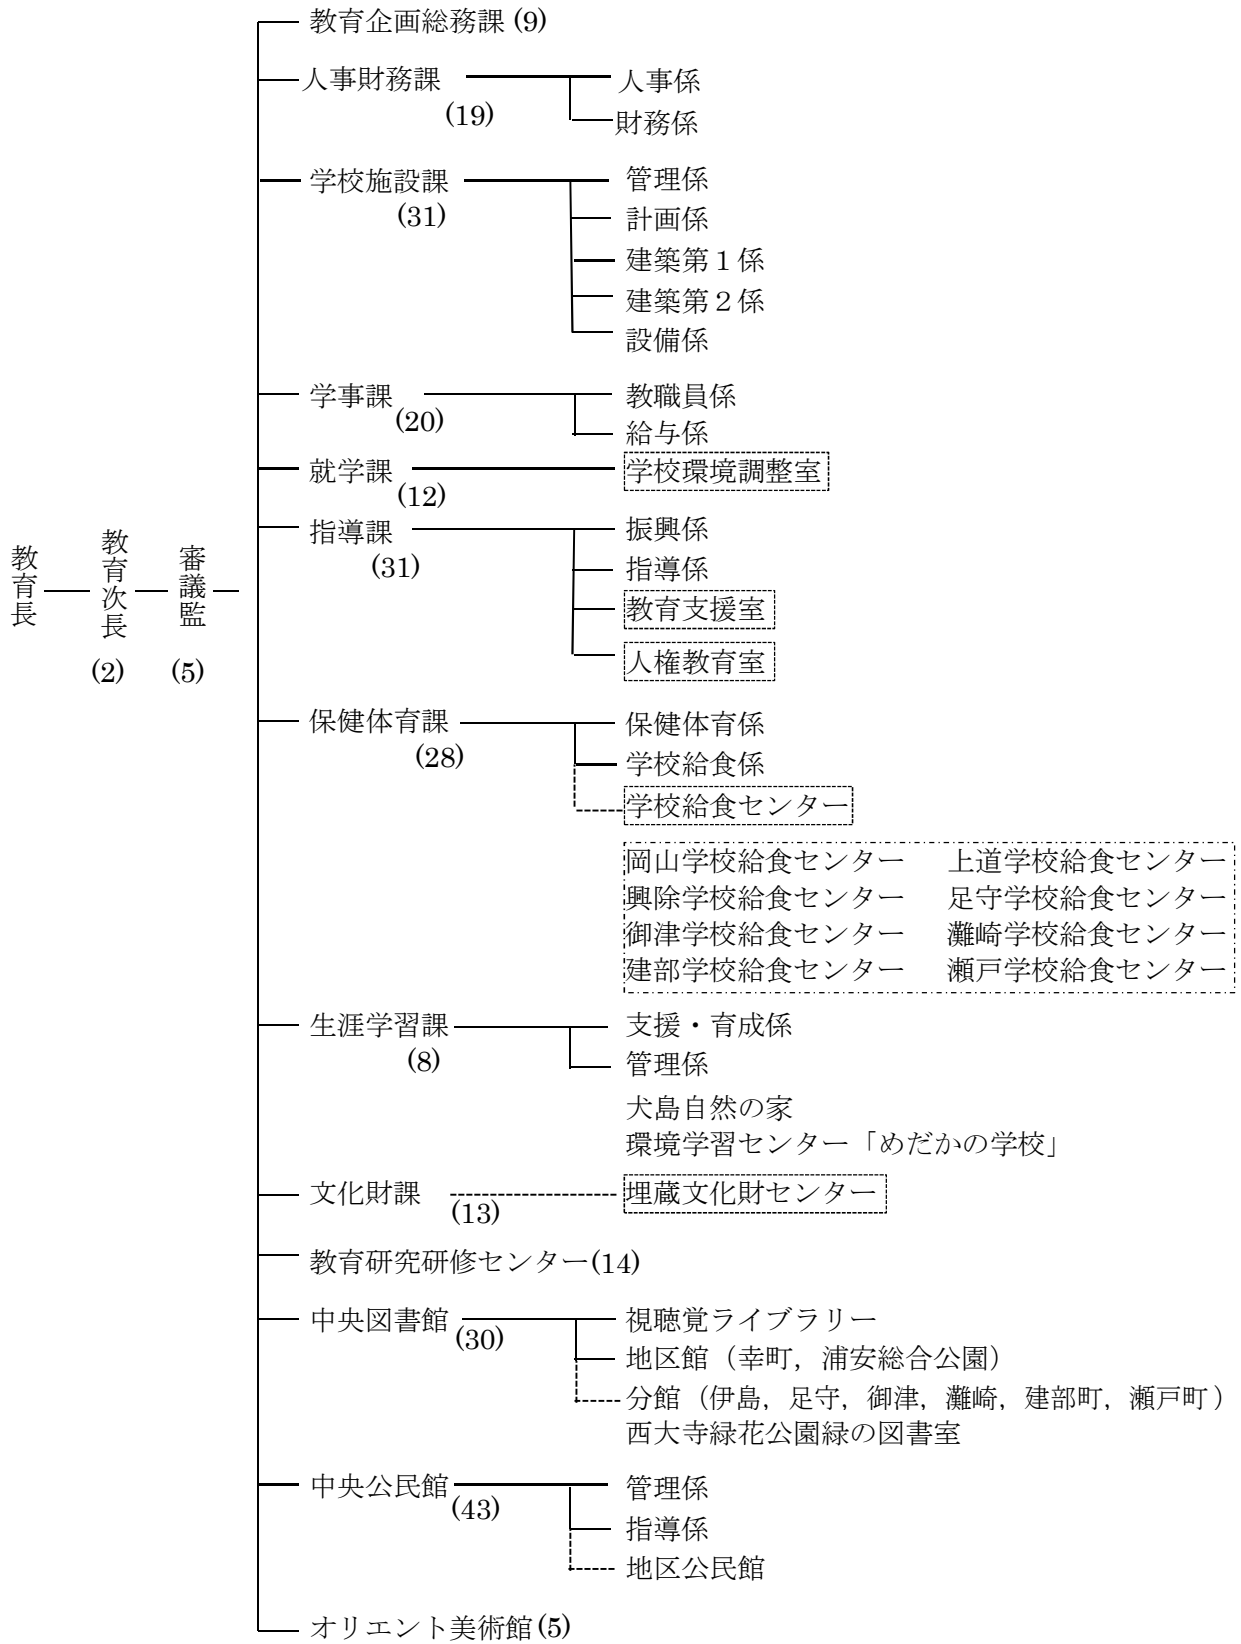 教育長
教育次長
(2)
審議監
(5)
教育企画総務課 (9)
人事財務課
(19)
人事係
財務係
学校施設課
(31)
管理係
計画係
建築第１係
建築第２係
設備係
学事課
(20)
教職員係
給与係
就学課
(12)
学校環境調整室
指導課
(31)
振興係
指導係
教育支援室
人権教育室
保健体育課
(28)
保健体育係
学校給食係
学校給食センター
岡山学校給食センター　上道学校給食センター
興除学校給食センター　足守学校給食センター
御津学校給食センター　灘崎学校給食センター
建部学校給食センター　瀬戸学校給食センター
生涯学習課
(8)
支援・育成係
管理係
犬島自然の家
環境学習センター「めだかの学校」
文化財課
(13)
埋蔵文化財センター
教育研究研修センター(14)
中央図書館
(30)
視聴覚ライブラリー
地区館（幸町，浦安総合公園）
分館（伊島，足守，御津，灘崎，建部町，瀬戸町）
西大寺緑花公園緑の図書室
中央公民館
(43)
管理係
指導係
地区公民館
オリエント美術館(5)